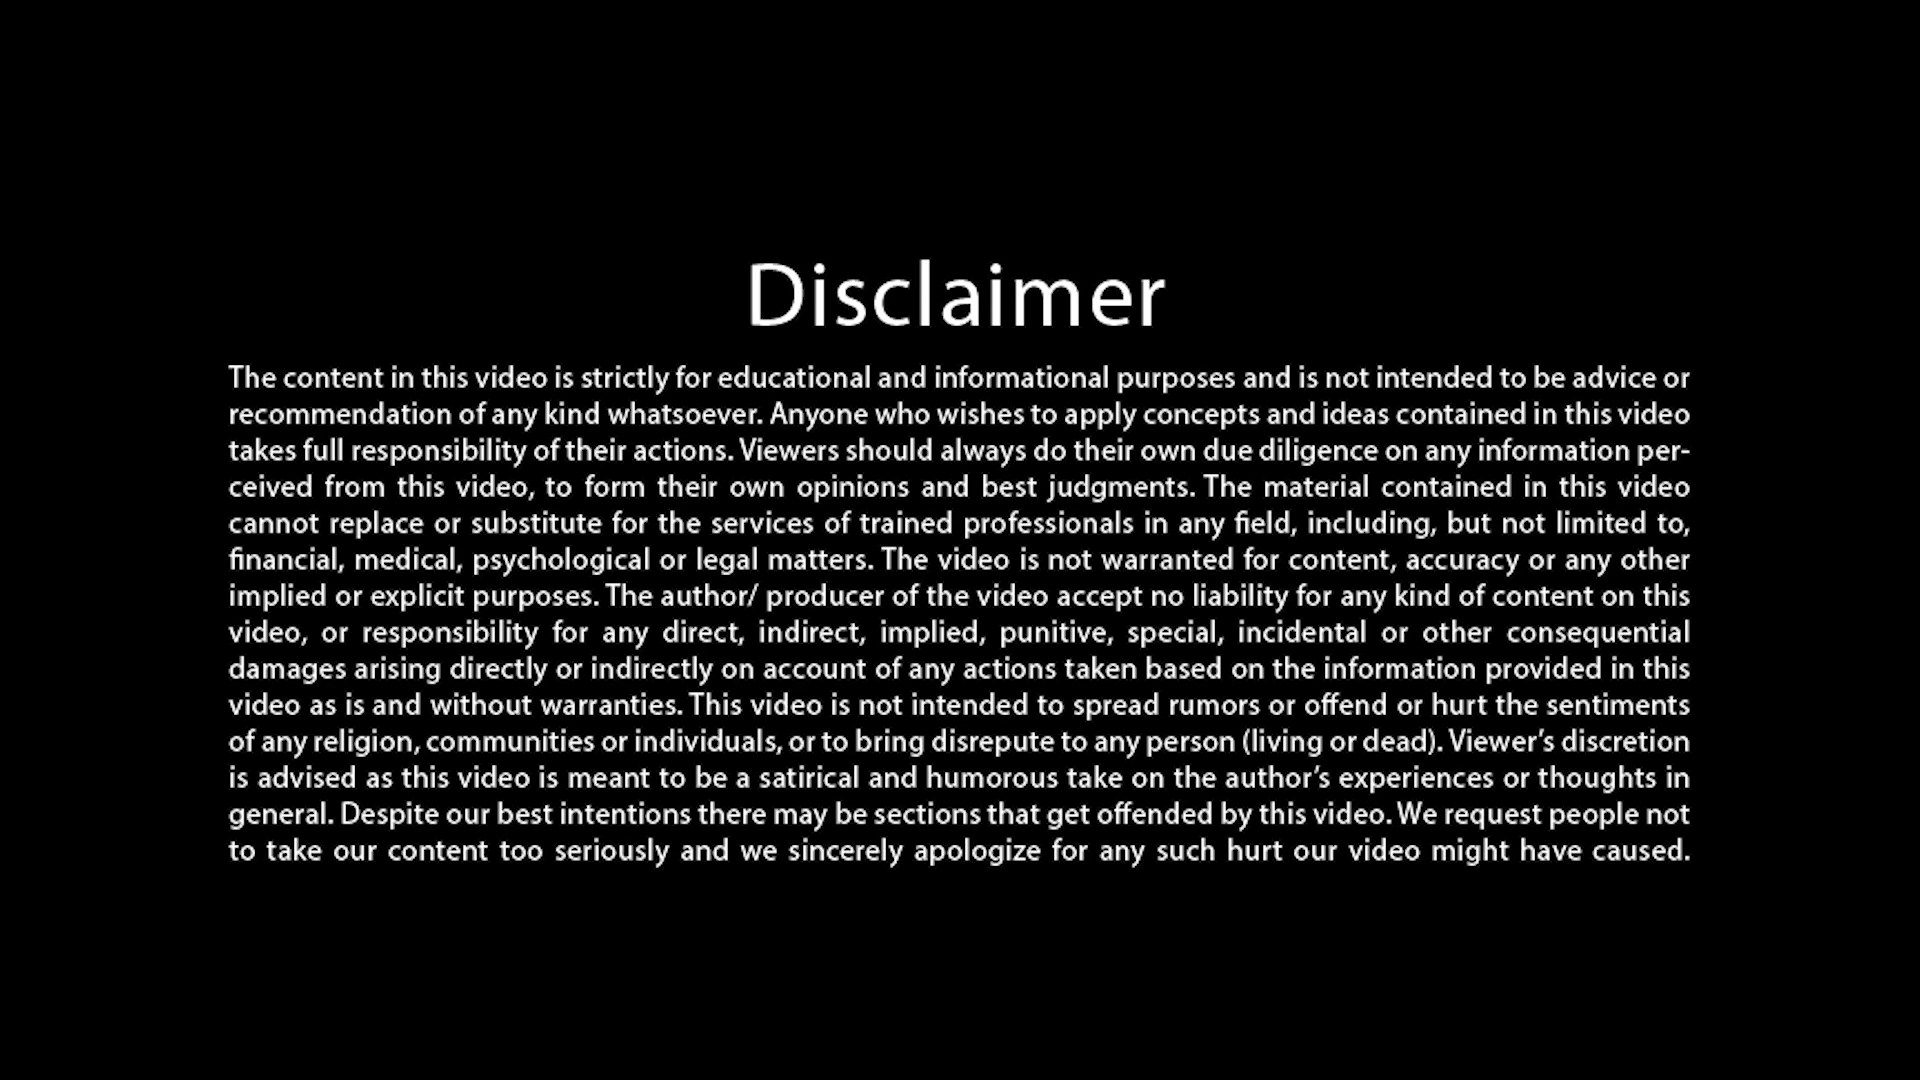 Disclaimer
The content in this video is strictly for educational and informational purposes and is not intended to be advice or
recommendation of any kind whatsoever. Anyone who wishes to apply concepts and ideas contained in this video
takes full responsibility of their actions. Viewers should always do their own due diligence on any information per-
ceived from this video, to form their own opinions and best judgments. The material contained in this video
cannot replace or substitute for the services of trained professionals in any field, including, but not limited to,
financial, medical, psychological or legal matters. The video is not warranted for content, accuracy or any other
implied or explicit purposes. The author/ producer of the video accept no liability for any kind of content on this
video, or responsibility for any direct, indirect, implied, punitive, special, incidental or other consequential
damages arising directly or indirectly on account of any actions taken based on the information provided in this
video as is and without warranties. This video is not intended to spread rumors or offend or hurt the sentiments
of any religion, communities or individuals, or to bring disrepute to any person (living or dead). Viewer’s discretion
is advised as this video is meant to be a satirical and humorous take on the author’s experiences or thoughts in
general. Despite our best intentions there may be sections that get offended by this video. We request people not
to take our content too seriously and we sincerely apologize for any such hurt our video might have caused.